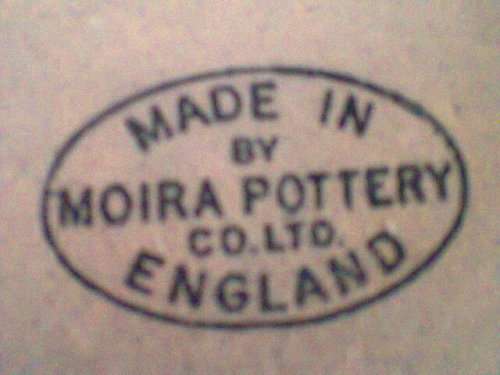 MADE IN
BY
MOIRA POTTERY
CO. LTD.
ENGLAND